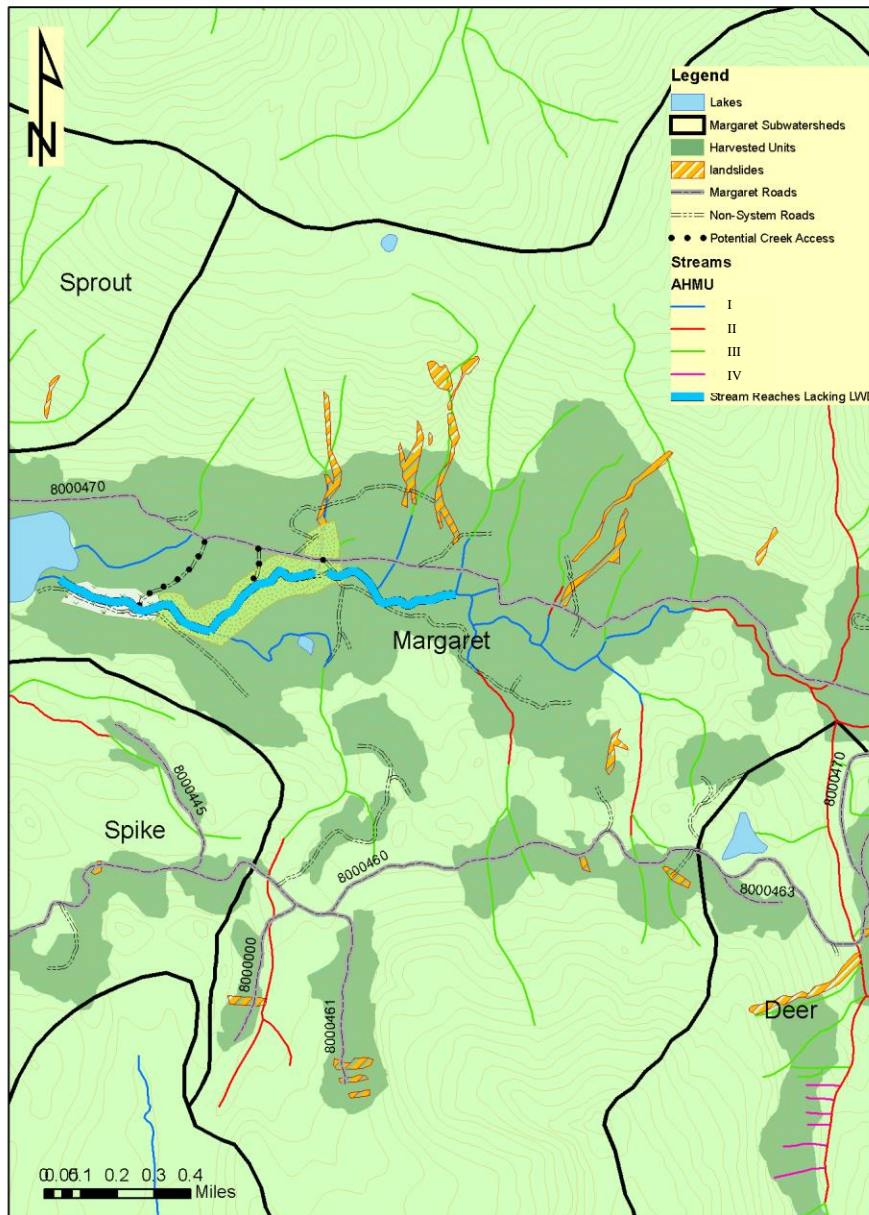 N
Legend
Lakes
Margaret Subwatersheds
Harvested Units
landslides
Margaret Roads
Non-System Roads
Potential Creek Access
Streams
AHMU
I
II
III
IV
Stream Reaches Lacking LWD
Sprout
8000470
Margaret
8000445
8000470
Spike
8000460
8000463
8000000
8000461
Deer
0 0.05 0.1 0.2 0.3 0.4
Miles